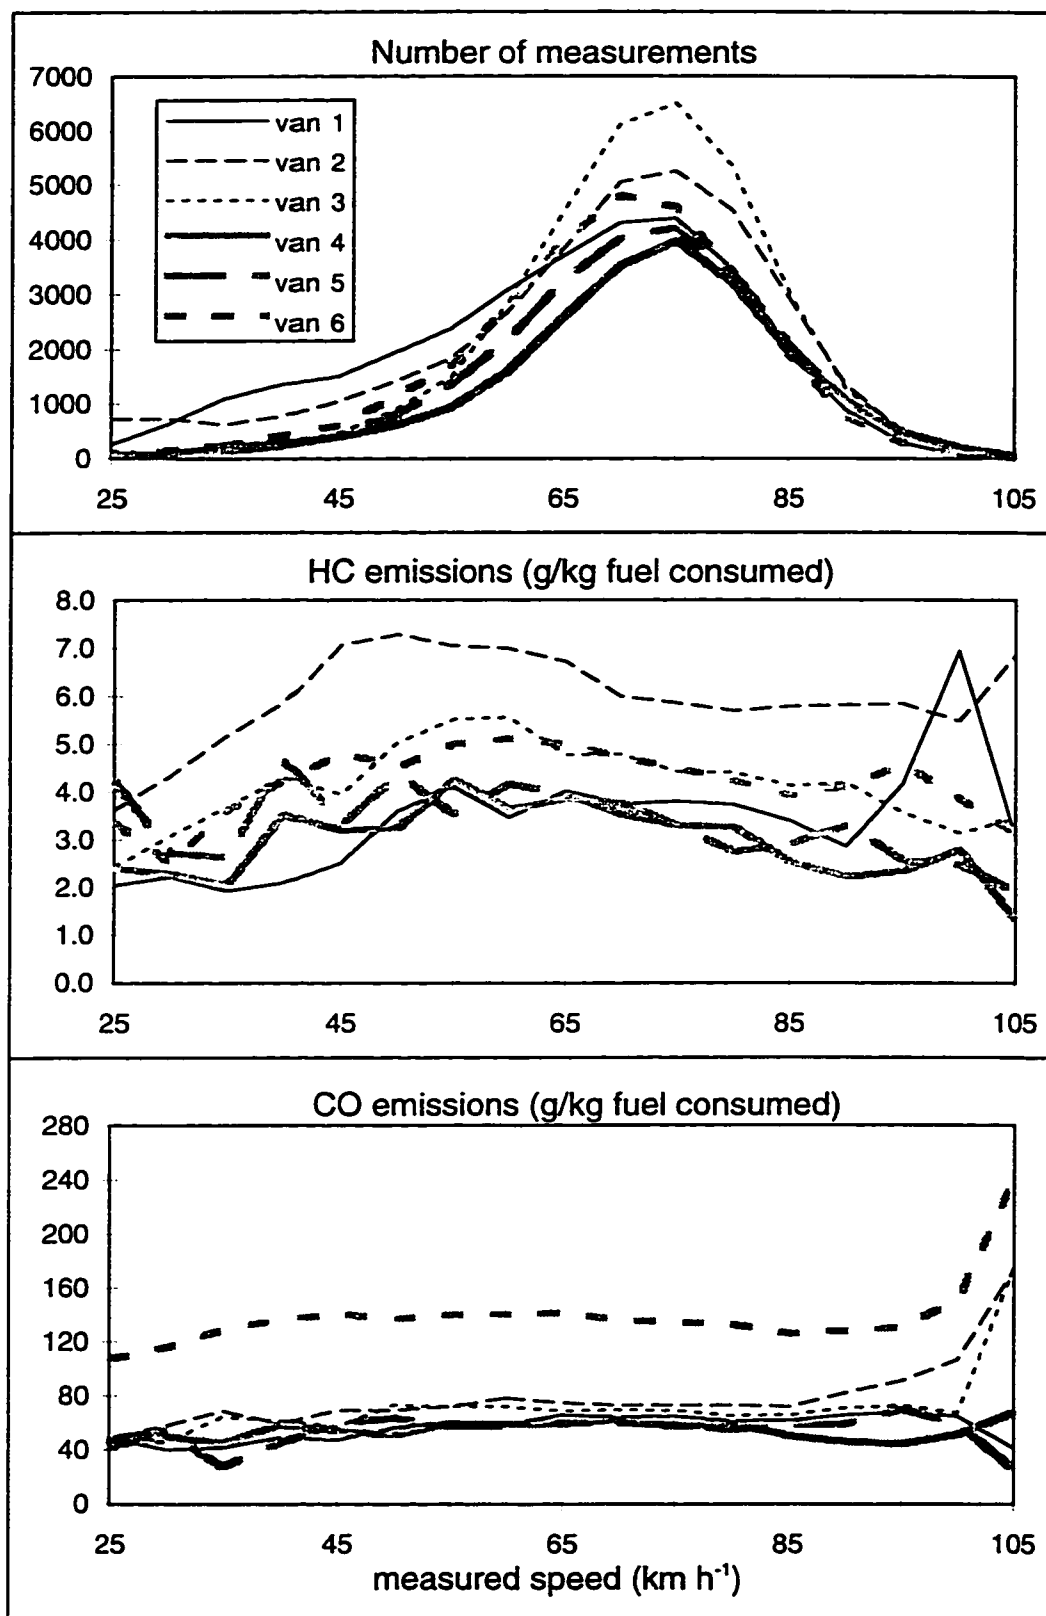 Number of measurements
7000
6000
5000
4000
3000
2000
1000
0
van 1
van 2
van 3
van 4
van 5
van 6
25 45 65 85 105
HC emissions (g/kg fuel consumed)
8.0
7.0
6.0
5.0
4.0
3.0
2.0
1.0
0.0
25 45 65 85 105
CO emissions (g/kg fuel consumed)
280
240
200
160
120
80
40
0
25 45 65 85 105
measured speed (km h⁻¹)